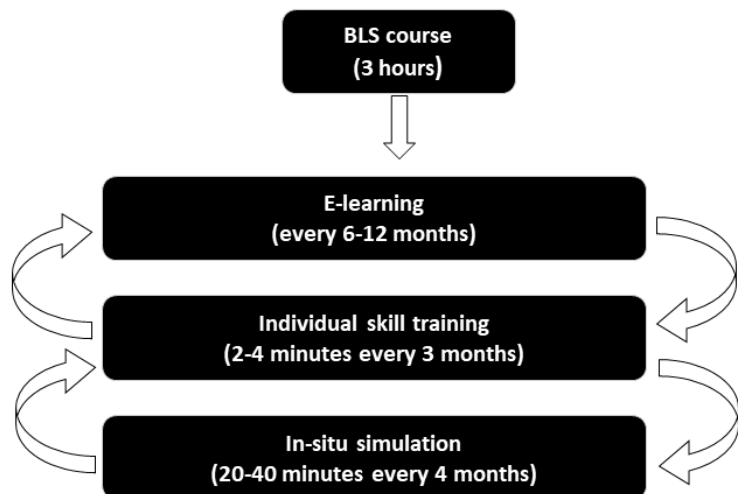 BLS course
(3 hours)
E-learning
(every 6-12 months)
Individual skill training
(2-4 minutes every 3 months)
In-situ simulation
(20-40 minutes every 4 months)